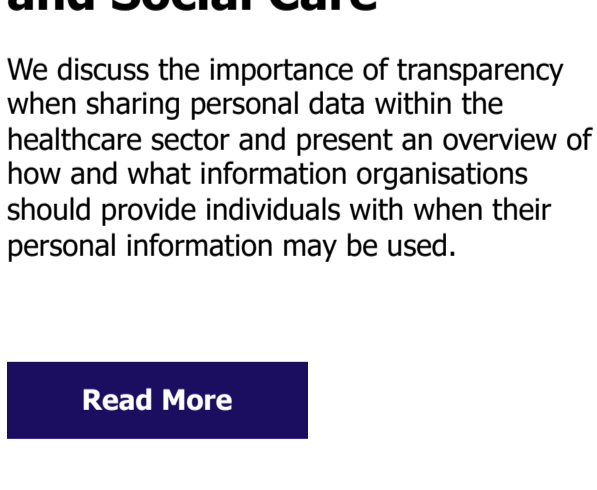 and Social Care
We discuss the importance of transparency
when sharing personal data within the
healthcare sector and present an overview of
how and what information organisations
should provide individuals with when their
personal information may be used.
Read More